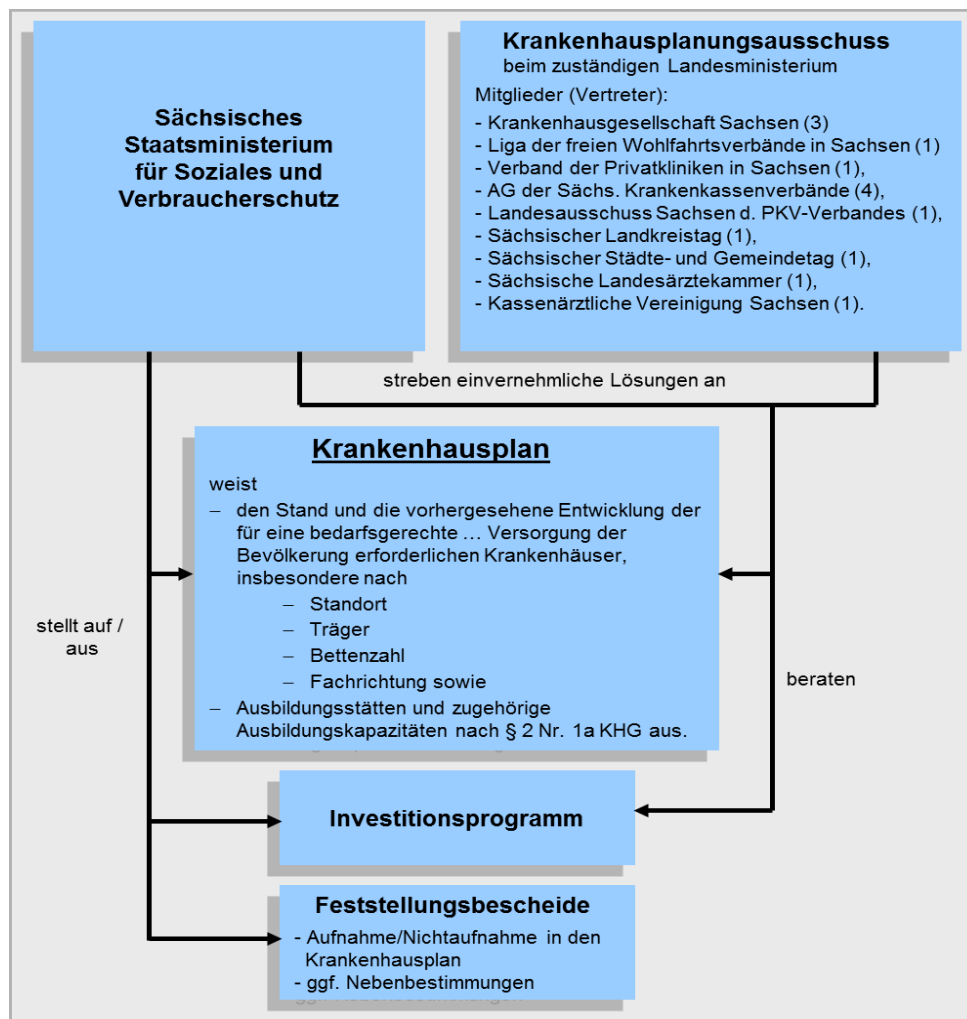 Sächsisches
Staatsministerium
für Soziales und
Verbraucherschutz
Krankenhausplanungsausschuss
beim zuständigen Landesministerium
Mitglieder (Vertreter):
- Krankenhausgesellschaft Sachsen (3)
- Liga der freien Wohlfahrtsverbände in Sachsen (1)
- Verband der Privatkliniken in Sachsen (1),
- AG der Sächs. Krankenkassenverbände (4),
- Landesausschuss Sachsen d. PKV-Verbandes (1),
- Sächsischer Landkreistag (1),
- Sächsischer Städte- und Gemeindetag (1),
- Sächsische Landesärztekammer (1),
- Kassenärztliche Vereinigung Sachsen (1).
streben einvernehmliche Lösungen an
Krankenhausplan
weist
– den Stand und die vorhergesehene Entwicklung der
für eine bedarfsgerechte … Versorgung der
Bevölkerung erforderlichen Krankenhäuser,
insbesondere nach
– Standort
– Träger
– Bettenzahl
– Fachrichtung sowie
– Ausbildungsstätten und zugehörige
Ausbildungskapazitäten nach § 2 Nr. 1a KHG aus.
stellt auf /
aus
beraten
Investitionsprogramm
Feststellungsbescheide
- Aufnahme/Nichtaufnahme in den
Krankenhausplan
- ggf. Nebenbestimmungen